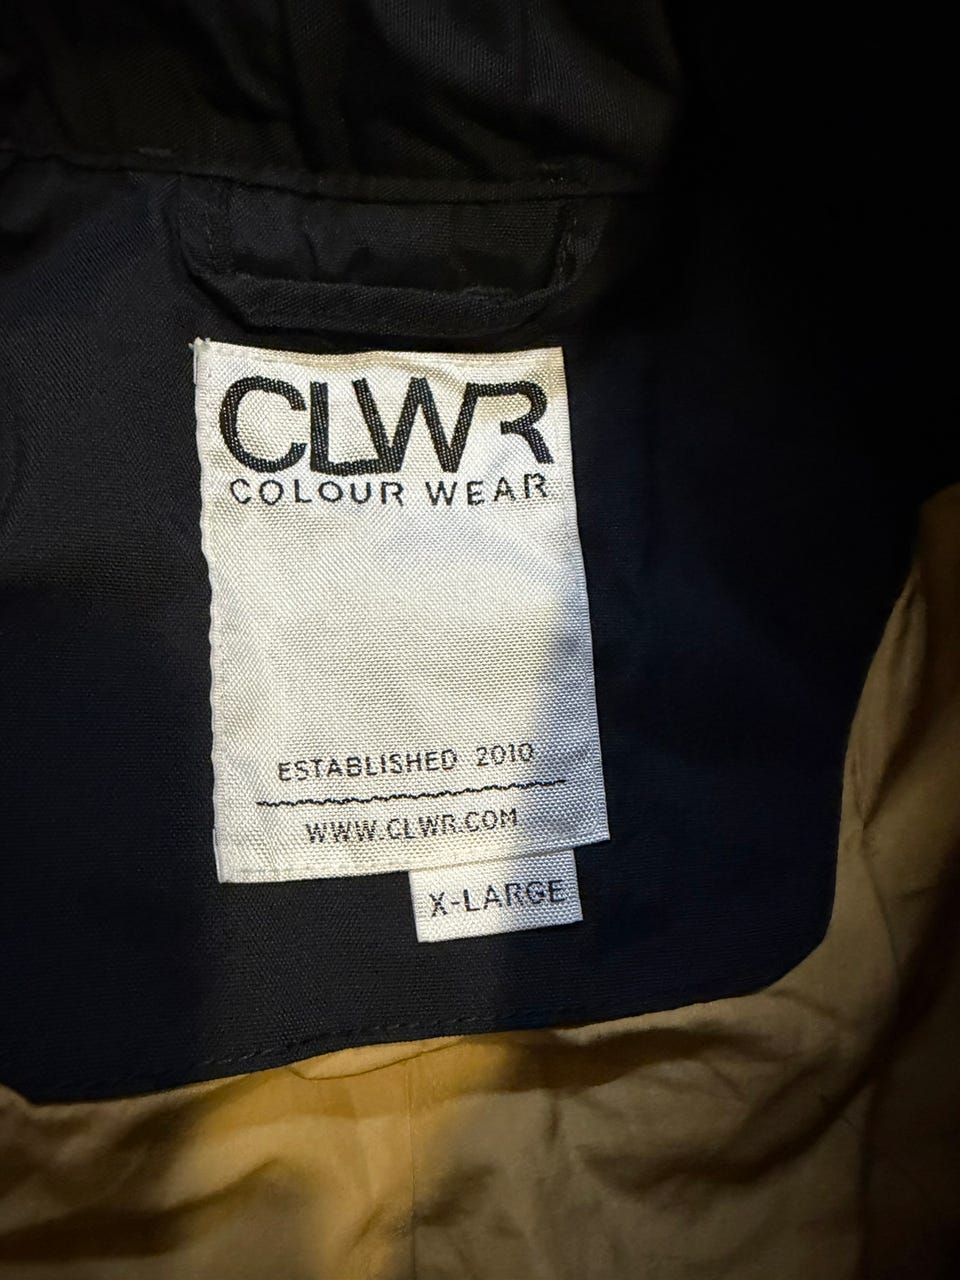 CLWR
COLOUR WEAR
ESTABLISHED 2010
WWW.CLWR.COM
X-LARGE